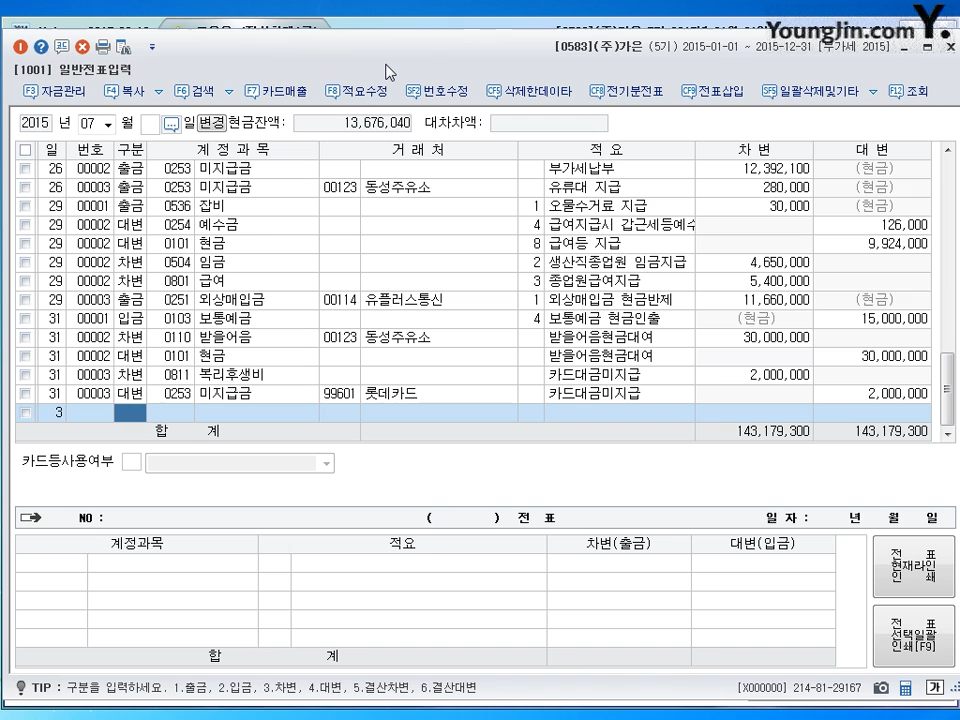 YoungJin.com Y.
[0583](주)가은 (5기) 2015-01-01 ~ 2015-12-31 [부가세 2015]
[1001] 일반전표입력
F3 자금관리 F4 복사 F6 검색 F7 카드매출 F8 적요수정 SF2 번호수정 CF5 삭제한데이타 CF8 전기분전표 CF9 전표삽입 SF5 일괄삭제및기타 F12 조회
2015 년 07 월 일 변경 현금잔액: 13,676,040 대차차액:
일 번호 구분 계 정 과 목 거 래 처 적 요 차 변 대 변
26 00002 출금 0253 미지급금 부가세납부 12,392,100 (현금)
26 00003 출금 0253 미지급금 00123 동성주유소 유류대 지급 280,000 (현금)
29 00001 출금 0536 잡비 1 오물수거료 지급 30,000 (현금)
29 00002 대변 0254 예수금 4 급여지급시 갑근세등예수 126,000
29 00002 대변 0101 현금 8 급여등 지급 9,924,000
29 00002 차변 0504 임금 2 생산직종업원 임금지급 4,650,000
29 00002 차변 0801 급여 3 종업원급여지급 5,400,000
29 00003 출금 0251 외상매입금 00114 유플러스통신 1 외상매입금 현금반제 11,660,000 (현금)
31 00001 입금 0103 보통예금 4 보통예금 현금인출 (현금) 15,000,000
31 00002 차변 0110 받을어음 00123 동성주유소 받을어음현금대여 30,000,000
31 00002 대변 0101 현금 받을어음현금대여 30,000,000
31 00003 차변 0811 복리후생비 카드대금미지급 2,000,000
31 00003 대변 0253 미지급금 99601 롯데카드 카드대금미지급 2,000,000
3
합 계 143,179,300 143,179,300
카드등사용여부
NO : ( ) 전 표 일 자 : 년 월 일
계정과목 적요 차변(출금) 대변(입금)
전 표
현재라인
인 쇄
전 표
선택일괄
인쇄[F9]
합 계
TIP : 구분을 입력하세요. 1.출금, 2.입금, 3.차변, 4.대변, 5.결산차변, 6.결산대변 [X000000] 214-81-29167 가